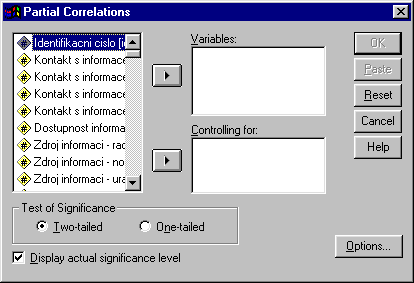 Partial Correlations
Identifikacni cislo [i
Kontakt s informace
Kontakt s informace
Kontakt s informace
Kontakt s informace
Dostupnost informa
Zdroj informaci - rac
Zdroj informaci - no
Zdroj informaci - ura
Variables:
Controlling for:
OK
Paste
Reset
Cancel
Help
Test of Significance
Two-tailed
One-tailed
Display actual significance level
Options...